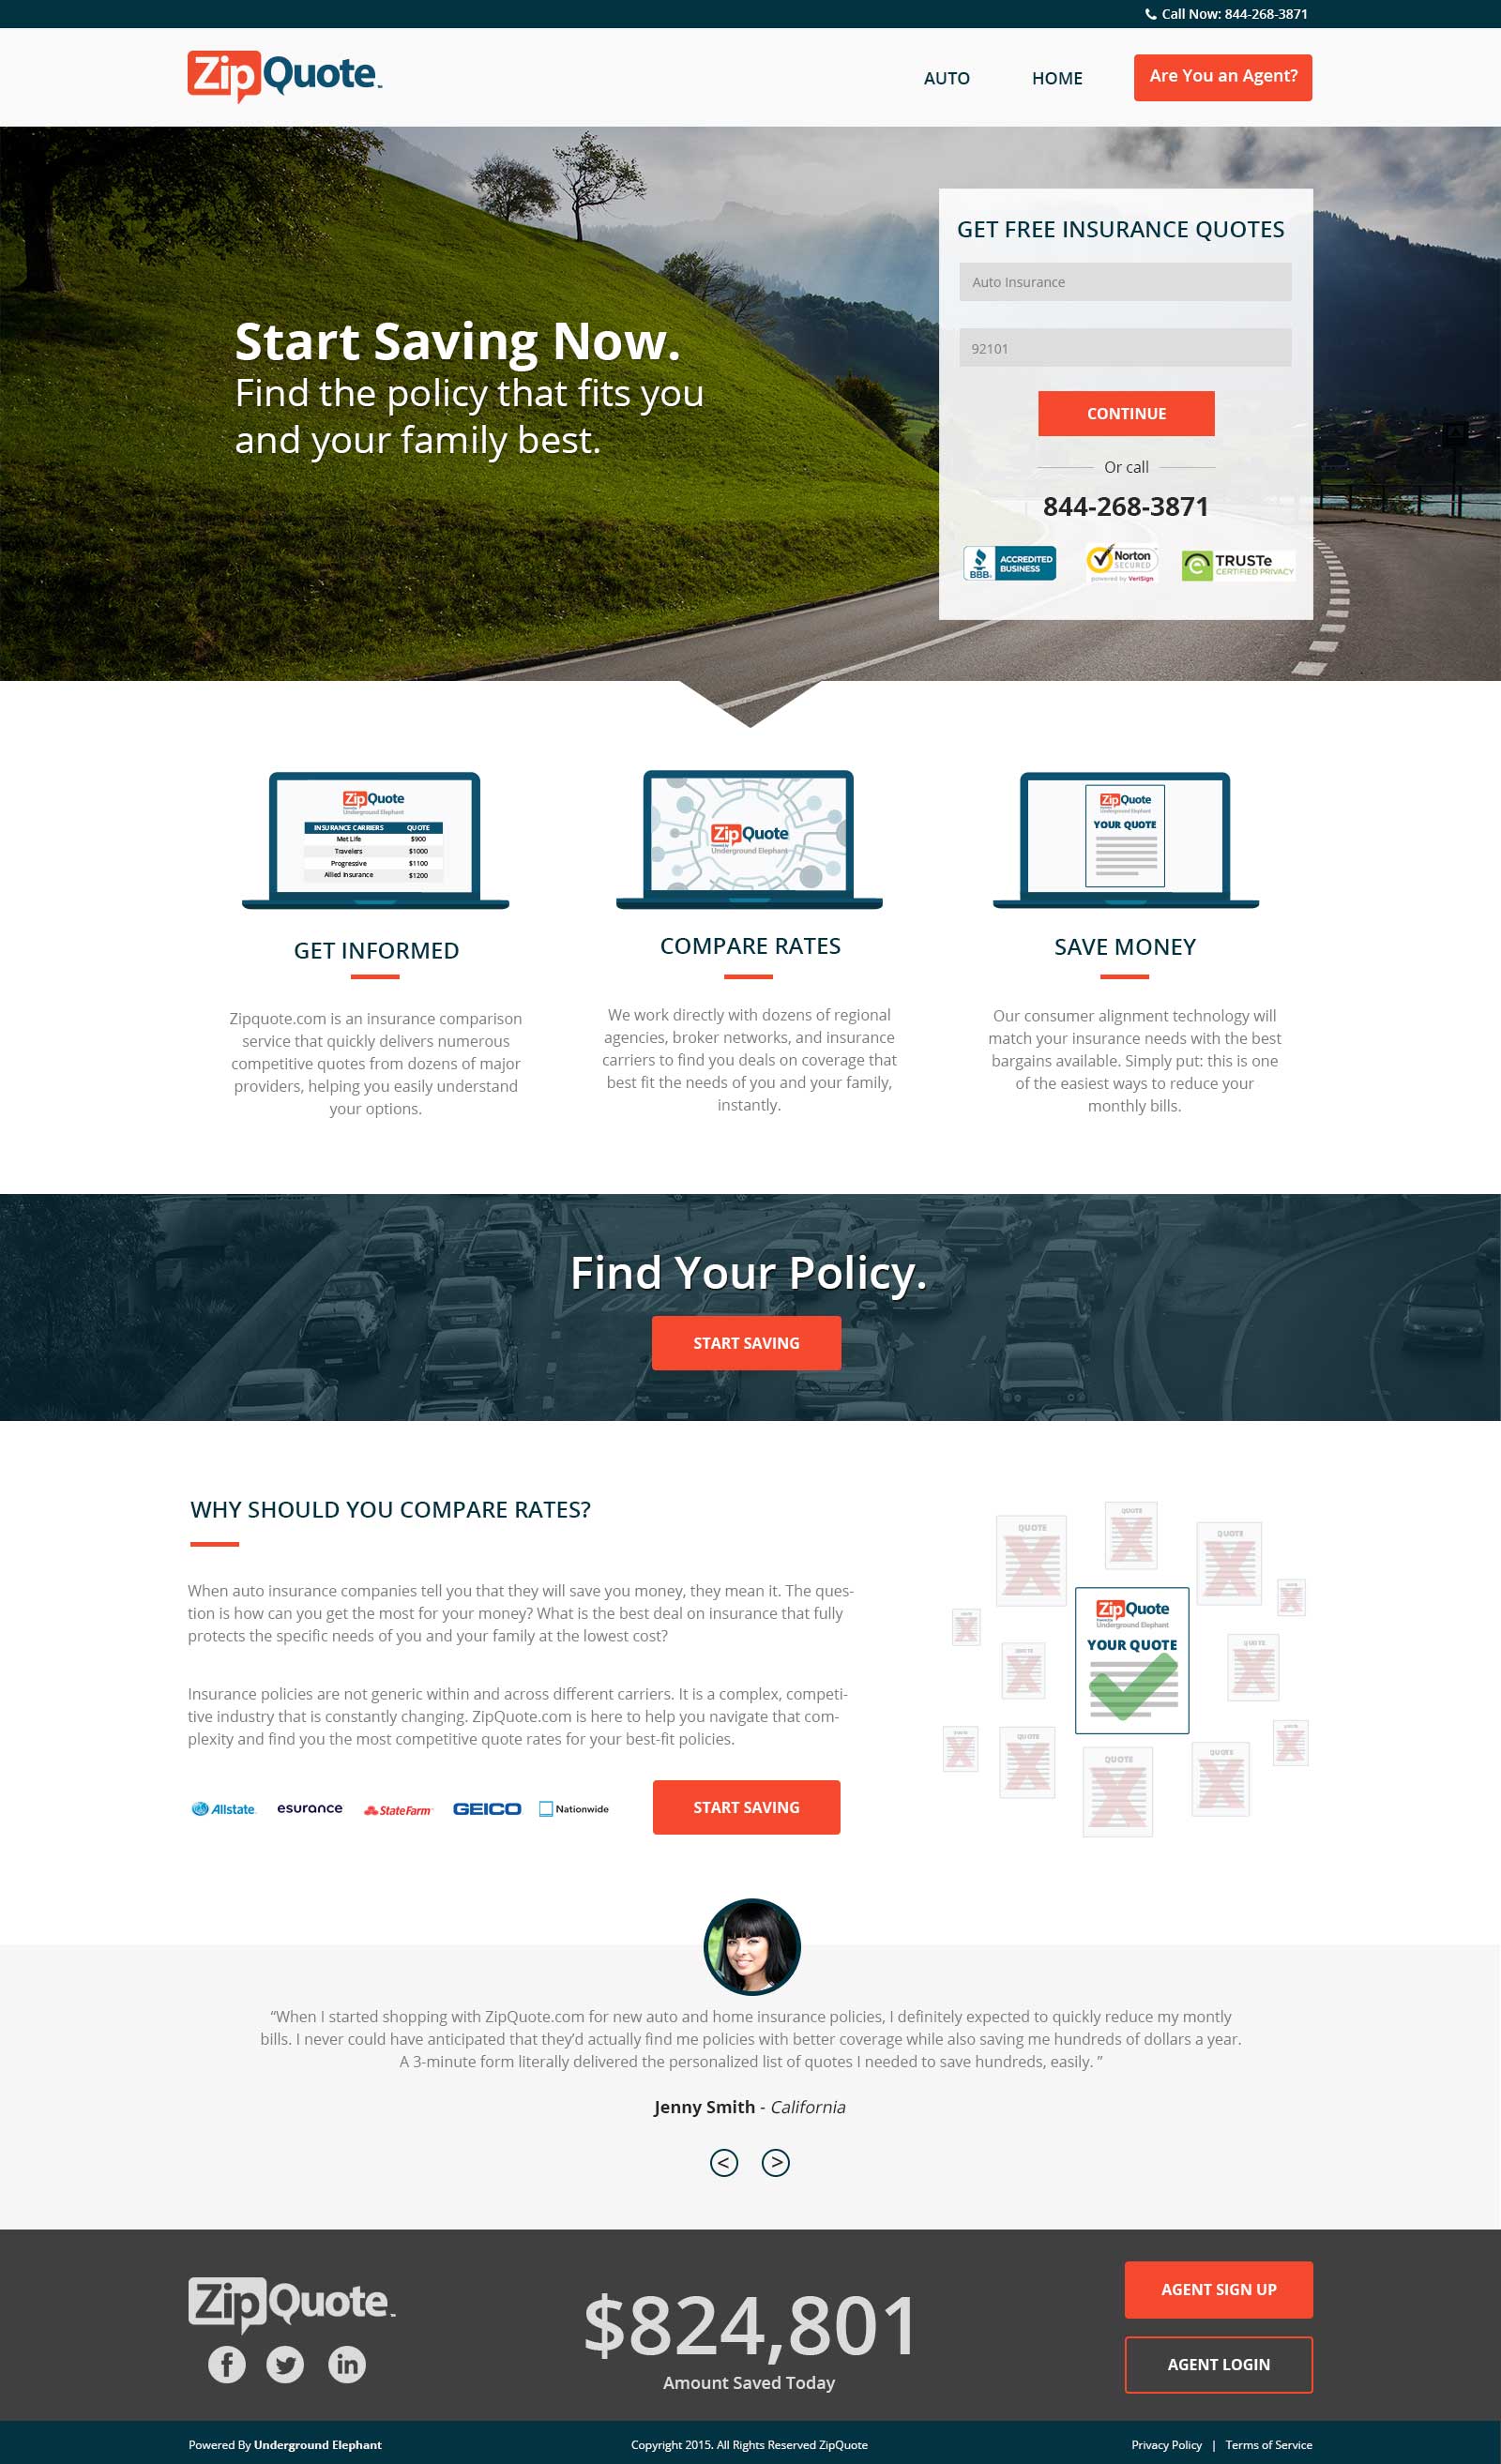 Call Now: 844-268-3871
ZipQuote™
AUTO
HOME
Are You an Agent?
GET FREE INSURANCE QUOTES
Auto Insurance
92101
CONTINUE
Or call
844-268-3871
BBB ACCREDITED BUSINESS
Norton SECURED
powered by VeriSign
TRUSTe
CERTIFIED PRIVACY
Start Saving Now.
Find the policy that fits you
and your family best.
ZipQuote
Underground Elephant
INSURANCE CARRIERS QUOTE
Met Life $900
Travelers $1000
Progressive $1100
Allied Insurance $1200
GET INFORMED
Zipquote.com is an insurance comparison
service that quickly delivers numerous
competitive quotes from dozens of major
providers, helping you easily understand
your options.
ZipQuote
Underground Elephant
COMPARE RATES
We work directly with dozens of regional
agencies, broker networks, and insurance
carriers to find you deals on coverage that
best fit the needs of you and your family,
instantly.
ZipQuote
Underground Elephant
YOUR QUOTE
SAVE MONEY
Our consumer alignment technology will
match your insurance needs with the best
bargains available. Simply put: this is one
of the easiest ways to reduce your
monthly bills.
Find Your Policy.
START SAVING
WHY SHOULD YOU COMPARE RATES?
When auto insurance companies tell you that they will save you money, they mean it. The ques-
tion is how can you get the most for your money? What is the best deal on insurance that fully
protects the specific needs of you and your family at the lowest cost?
Insurance policies are not generic within and across different carriers. It is a complex, competi-
tive industry that is constantly changing. ZipQuote.com is here to help you navigate that com-
plexity and find you the most competitive quote rates for your best-fit policies.
Allstate
esurance
StateFarm
GEICO
Nationwide
START SAVING
QUOTE
QUOTE
QUOTE
ZipQuote
Underground Elephant
YOUR QUOTE
QUOTE
QUOTE
QUOTE
QUOTE
QUOTE
“When I started shopping with ZipQuote.com for new auto and home insurance policies, I definitely expected to quickly reduce my montly
bills. I never could have anticipated that they’d actually find me policies with better coverage while also saving me hundreds of dollars a year.
A 3-minute form literally delivered the personalized list of quotes I needed to save hundreds, easily. ”
Jenny Smith - California
<
>
ZipQuote™
$824,801
Amount Saved Today
AGENT SIGN UP
AGENT LOGIN
Powered By Underground Elephant
Copyright 2015. All Rights Reserved ZipQuote
Privacy Policy | Terms of Service